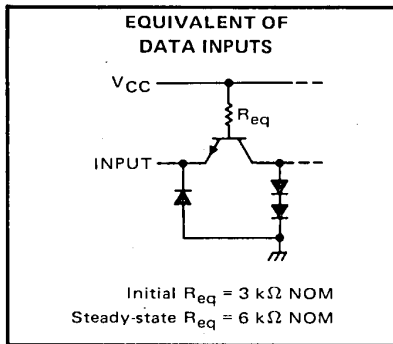 EQUIVALENT OF
DATA INPUTS
VCC
Req
INPUT
Initial Req = 3 kΩ NOM
Steady-state Req = 6 kΩ NOM